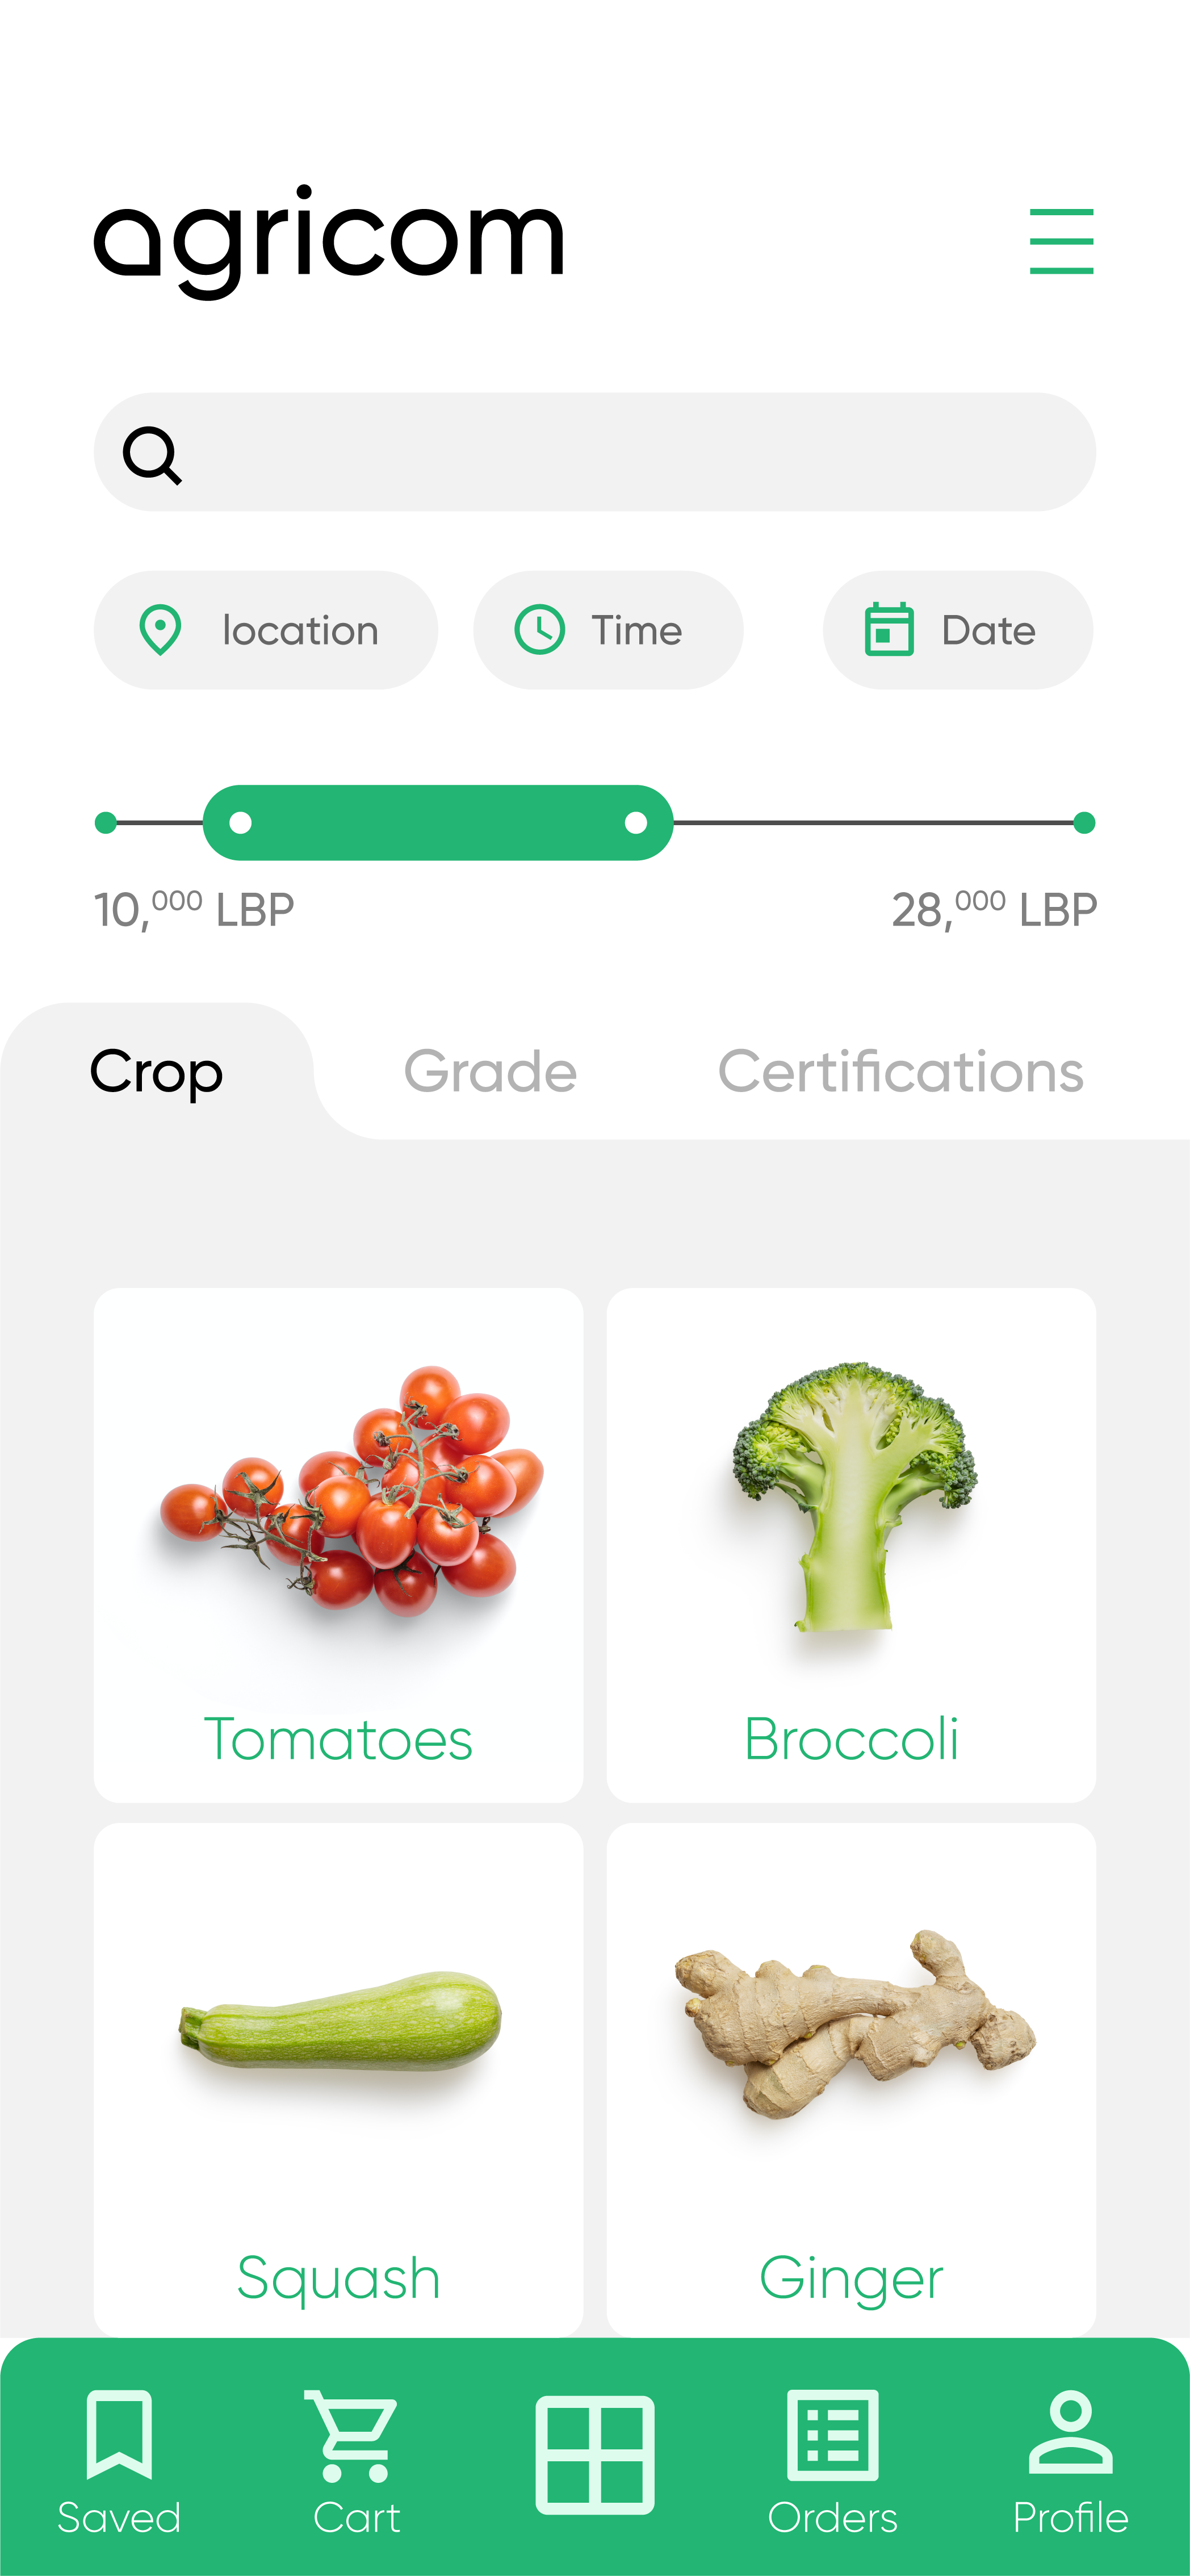 agricom
location Time Date
10,000 LBP 28,000 LBP
Crop Grade Certifications
Tomatoes Broccoli
Squash Ginger
Saved Cart Orders Profile